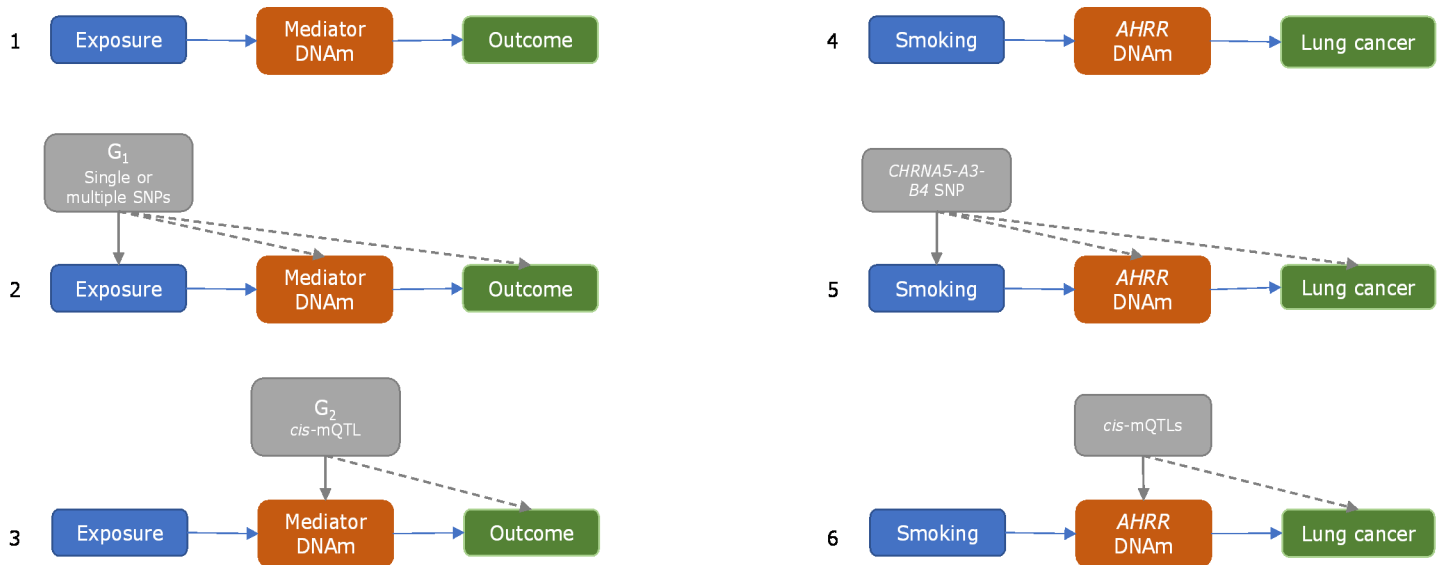 1
Exposure
Mediator
DNAm
Outcome
4
Smoking
AHRR
DNAm
Lung cancer
G₁
Single or
multiple SNPs
2
Exposure
Mediator
DNAm
Outcome
CHRNA5-A3-
B4 SNP
5
Smoking
AHRR
DNAm
Lung cancer
G₂
cis-mQTL
3
Exposure
Mediator
DNAm
Outcome
cis-mQTLs
6
Smoking
AHRR
DNAm
Lung cancer